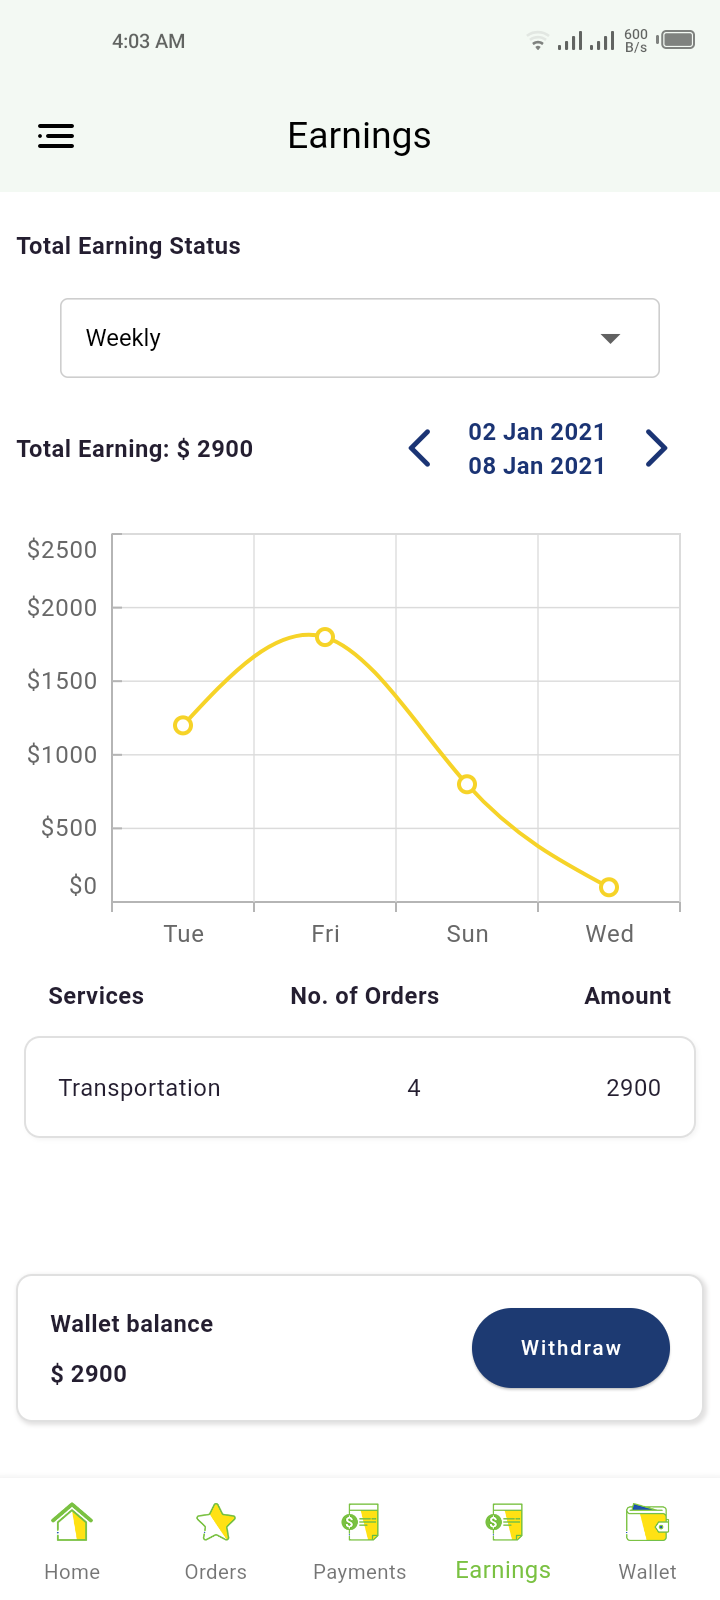 4:03 AM
600
B/s
Earnings
Total Earning Status
Weekly
Total Earning: $ 2900
02 Jan 2021
08 Jan 2021
$2500
$2000
$1500
$1000
$500
$0
Tue Fri Sun Wed
Services No. of Orders Amount
Transportation 4 2900
Wallet balance
$ 2900
Withdraw
Home Orders Payments Earnings Wallet